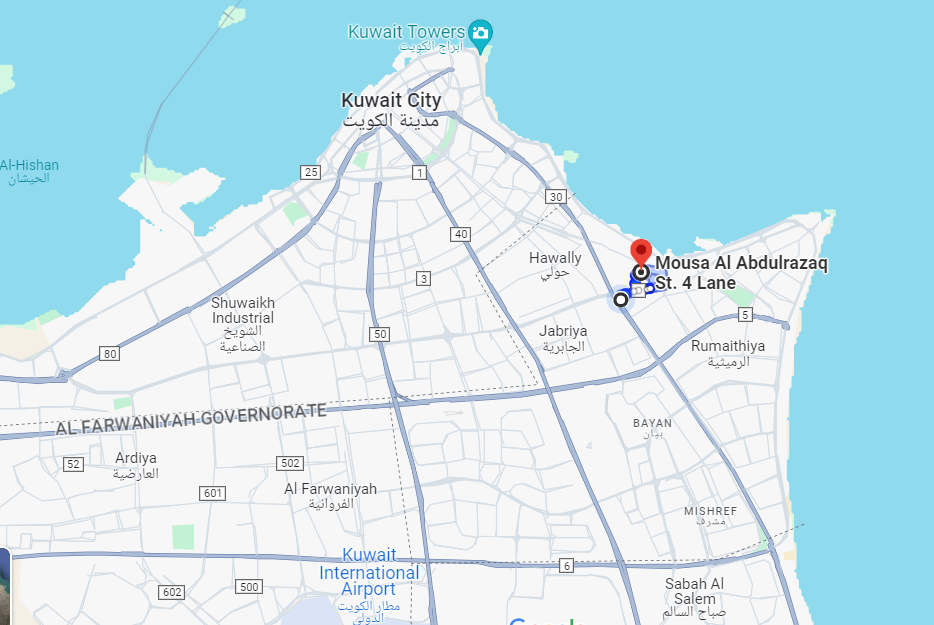 Kuwait Towers
أبراج الكويت
Kuwait City
مدينة الكويت
Al-Hishan
الحيشان
25
1
30
40
Hawally
حولي
Mousa Al Abdulrazaq
St. 4 Lane
3
Shuwaikh
Industrial
الشويخ
الصناعية
50
5
Jabriya
الجابرية
Rumaithiya
الرميثية
80
AL FARWANIYAH GOVERNORATE
BAYAN
بيان
52
Ardiya
العارضية
502
601
Al Farwaniyah
الفروانية
MISHREF
مشرف
Kuwait
International
Airport
مطار الكويت
الدولي
6
602
500
Sabah Al
Salem
صباح السالم